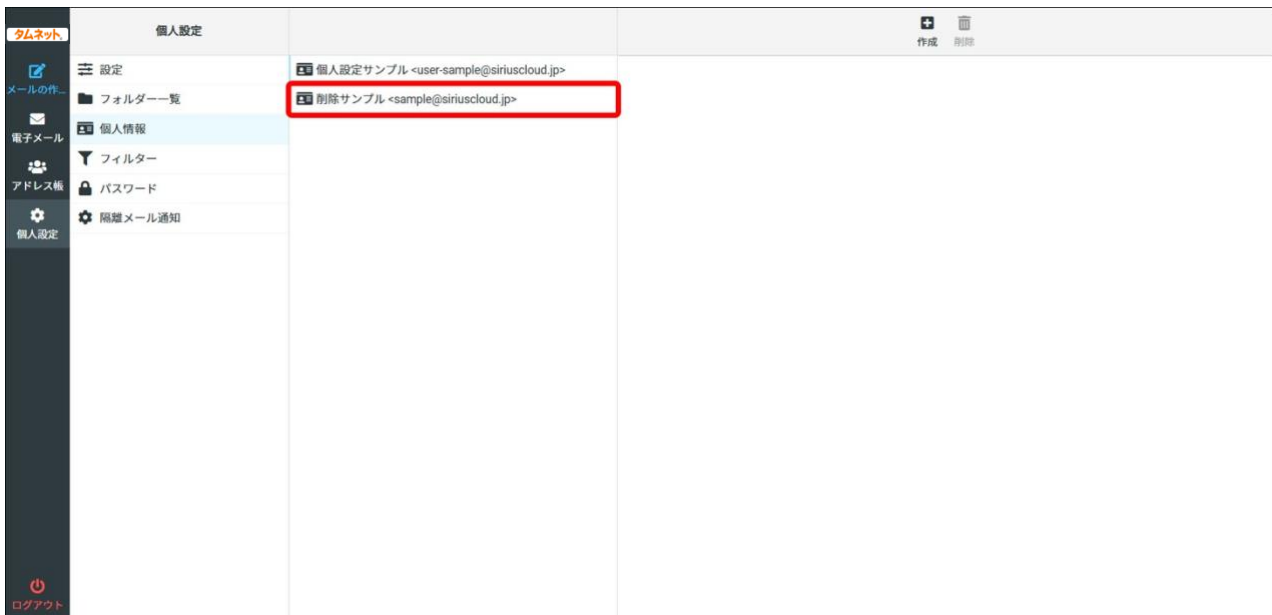 タムネット.
メールの作...
電子メール
アドレス帳
個人設定
ログアウト
個人設定
設定
フォルダー一覧
個人情報
フィルター
パスワード
隔離メール通知
個人設定サンプル <user-sample@siriuscloud.jp>
削除サンプル <sample@siriuscloud.jp>
作成
削除